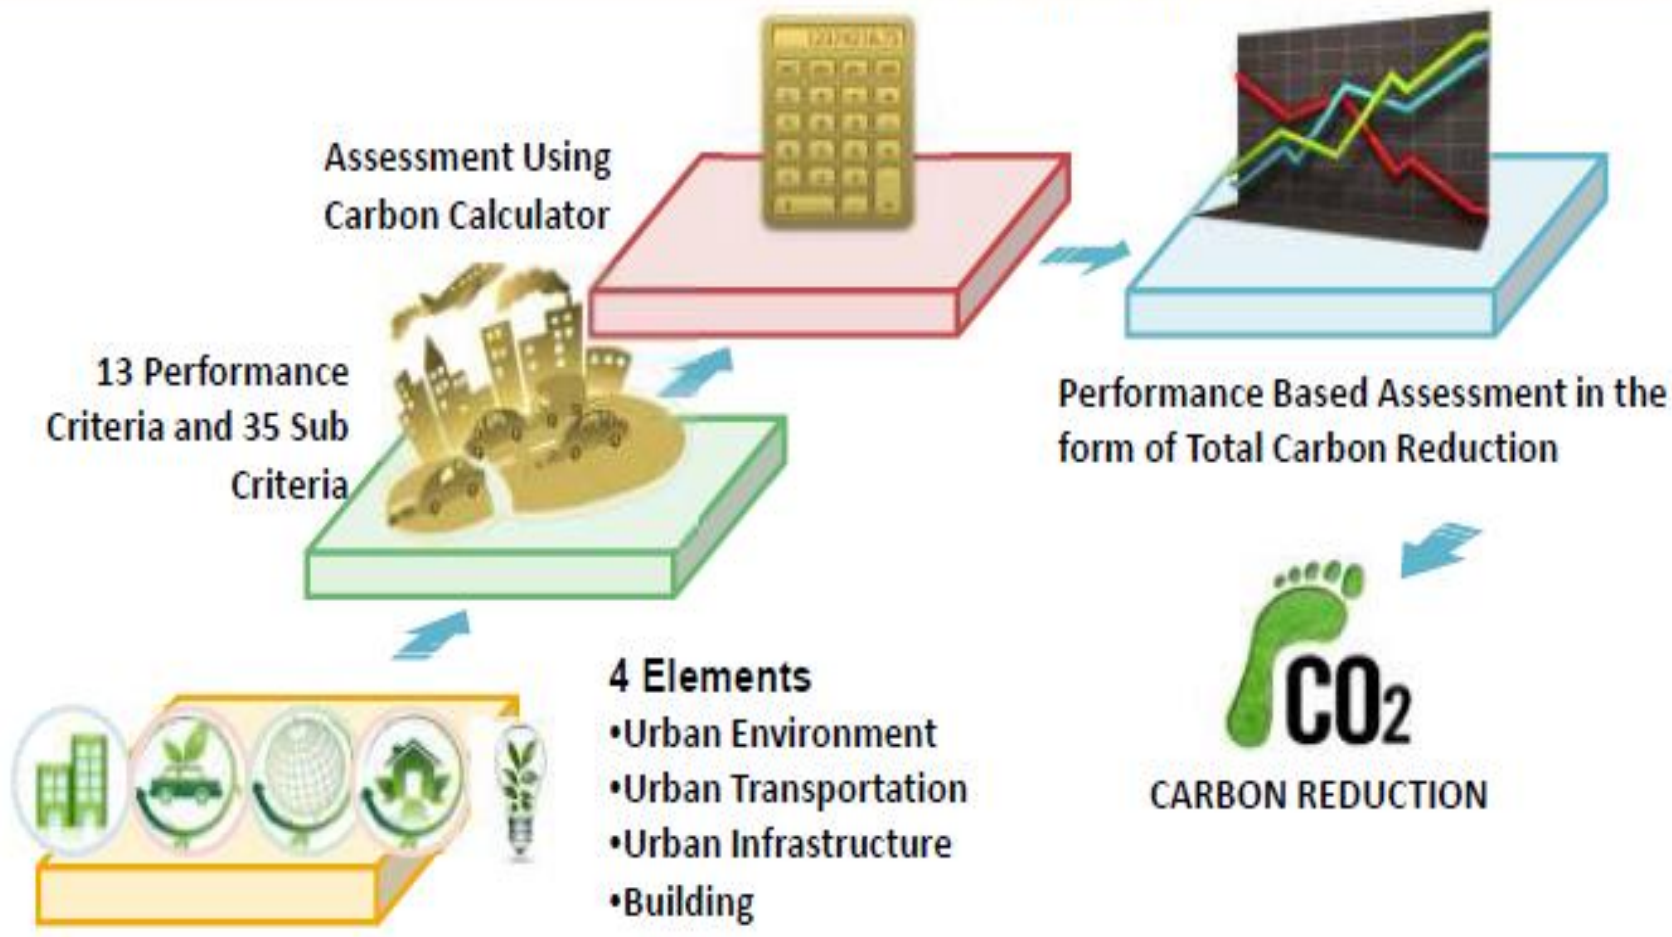 Assessment Using
Carbon Calculator
13 Performance
Criteria and 35 Sub
Criteria
Performance Based Assessment in the
form of Total Carbon Reduction
4 Elements
•Urban Environment
•Urban Transportation
•Urban Infrastructure
•Building
CO2
CARBON REDUCTION